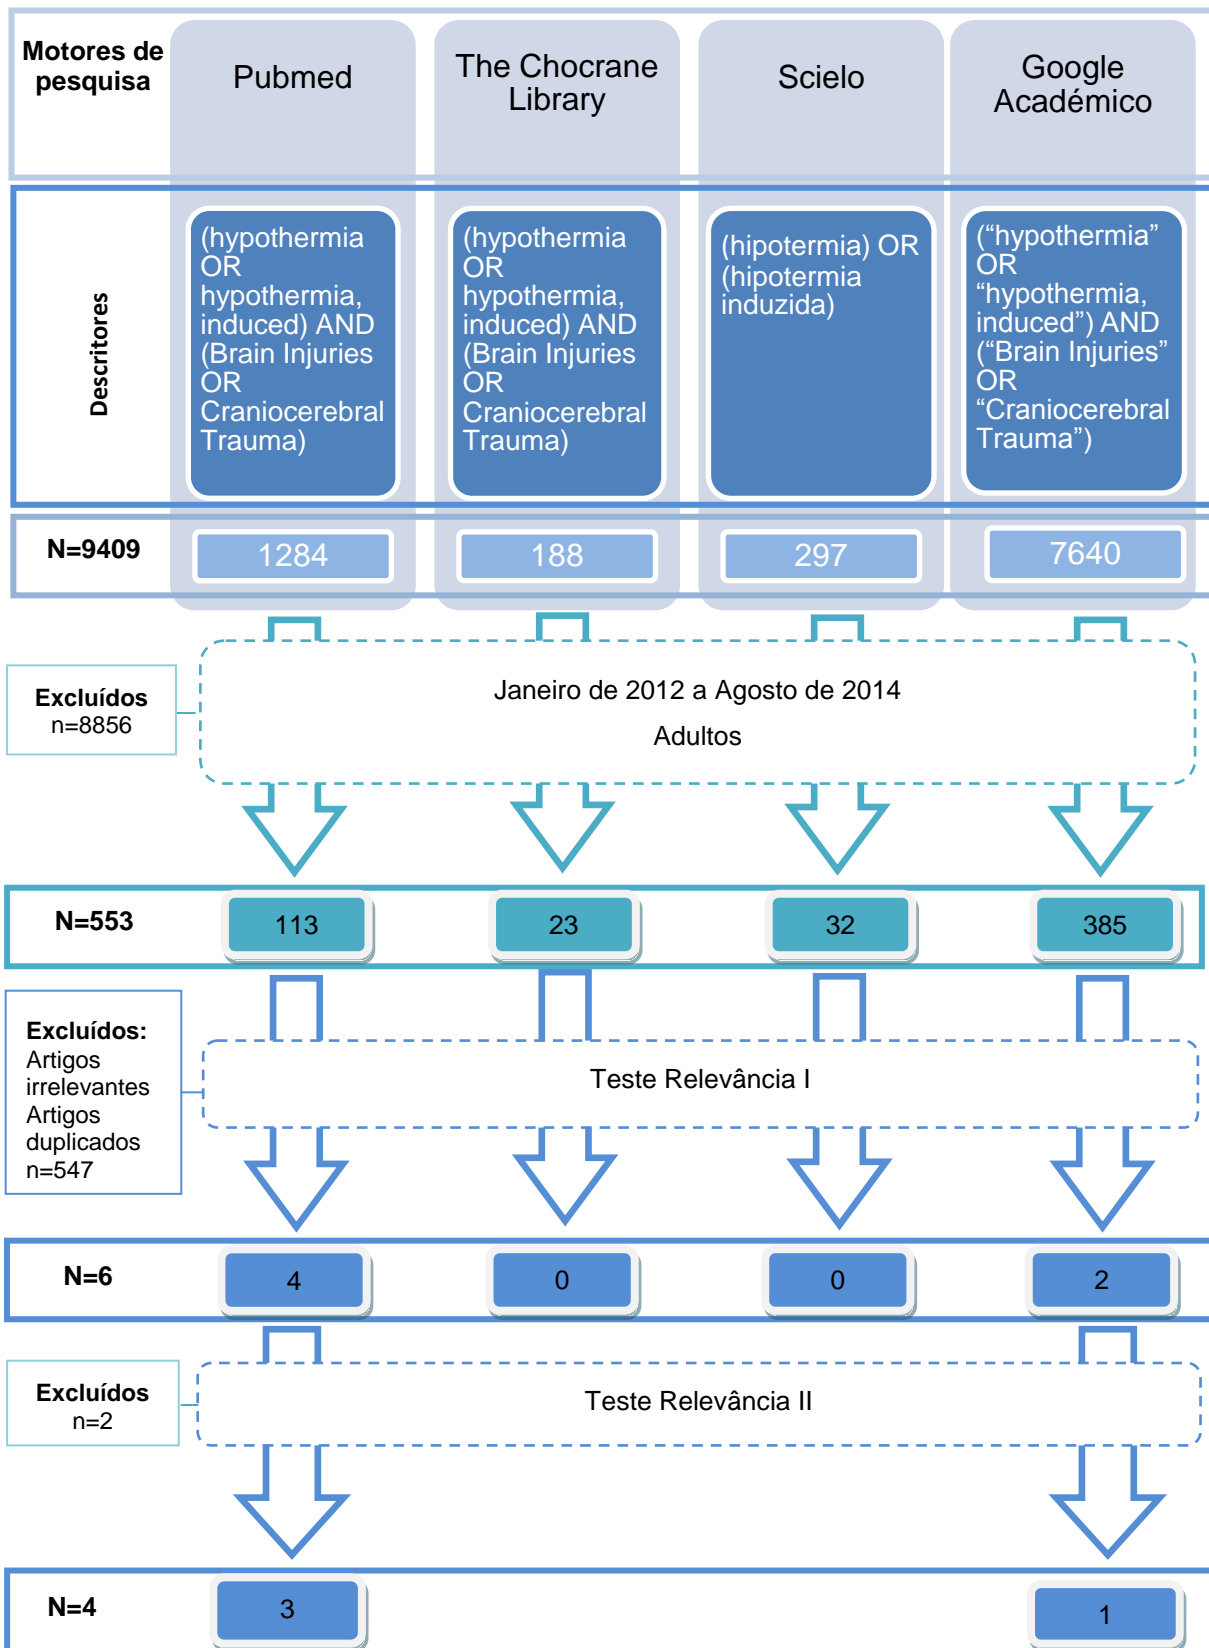 Motores de
pesquisa
Pubmed
The Chocrane
Library
Scielo
Google
Académico
Descritores
(hypothermia
OR
hypothermia,
induced) AND
(Brain Injuries
OR
Craniocerebral
Trauma)
(hypothermia
OR
hypothermia,
induced) AND
(Brain Injuries
OR
Craniocerebral
Trauma)
(hipotermia) OR
(hipotermia
induzida)
(“hypothermia”
OR
“hypothermia,
induced”) AND
(“Brain Injuries”
OR
“Craniocerebral
Trauma”)
N=9409
1284
188
297
7640
Excluídos
n=8856
Janeiro de 2012 a Agosto de 2014
Adultos
N=553
113
23
32
385
Excluídos:
Artigos
irrelevantes
Artigos
duplicados
n=547
Teste Relevância I
N=6
4
0
0
2
Excluídos
n=2
Teste Relevância II
N=4
3
1